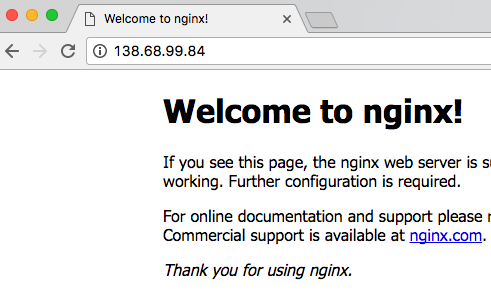 Welcome to nginx!
138.68.99.84
Welcome to nginx!
If you see this page, the nginx web server is
working. Further configuration is required.
For online documentation and support please
Commercial support is available at nginx.com.
Thank you for using nginx.